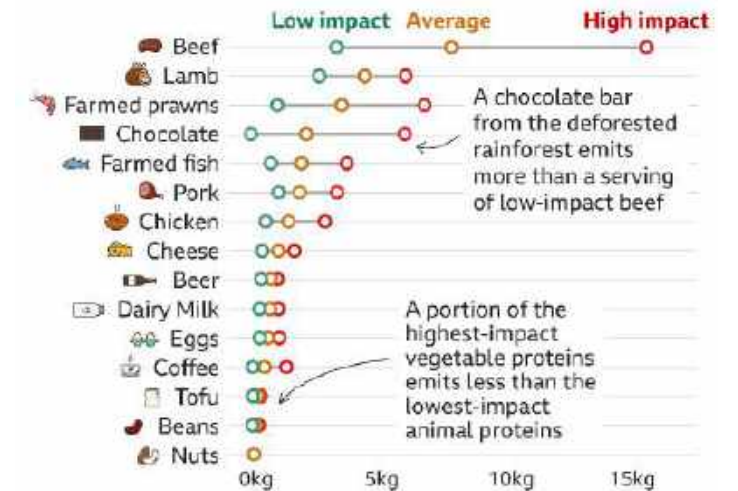 Low impact Average High impact
Beef
Lamb
Farmed prawns
Chocolate
Farmed fish
Pork
Chicken
Cheese
Beer
Dairy Milk
Eggs
Coffee
Tofu
Beans
Nuts
A chocolate bar
from the deforested
rainforest emits
more than a serving
of low-impact beef
A portion of the
highest-impact
vegetable proteins
emits less than the
lowest-impact
animal proteins
0kg 5kg 10kg 15kg